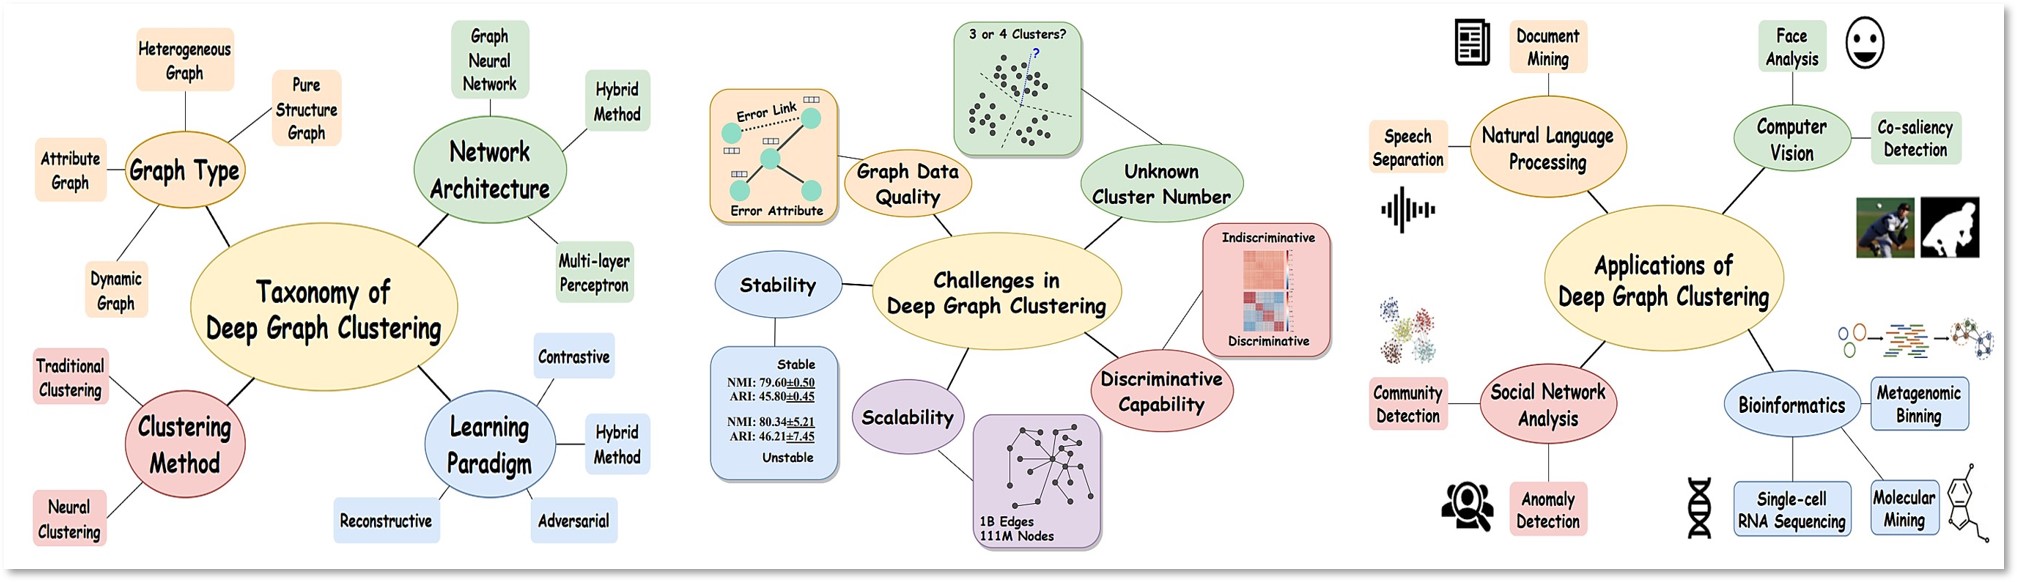 Heterogeneous
Graph
Pure
Structure
Graph
Attribute
Graph
Graph Type
Dynamic
Graph
Graph
Neural
Network
Hybrid
Method
Network
Architecture
Multi-layer
Perceptron
Taxonomy of
Deep Graph Clustering
Traditional
Clustering
Clustering
Method
Neural
Clustering
Contrastive
Learning
Paradigm
Hybrid
Method
Reconstructive
Adversarial
3 or 4 Clusters?
?
Error Link
Error Attribute
Graph Data
Quality
Unknown
Cluster Number
Stability
Challenges in
Deep Graph Clustering
Indiscriminative
Discriminative
Stable
NMI: 79.60±0.50
ARI: 45.80±0.45
NMI: 80.34±5.21
ARI: 46.21±7.45
Unstable
Scalability
Discriminative
Capability
1B Edges
111M Nodes
Document
Mining
Speech
Separation
Natural Language
Processing
Face
Analysis
Computer
Vision
Co-saliency
Detection
Applications of
Deep Graph Clustering
Community
Detection
Social Network
Analysis
Anomaly
Detection
Bioinformatics
Metagenomic
Binning
Single-cell
RNA Sequencing
Molecular
Mining